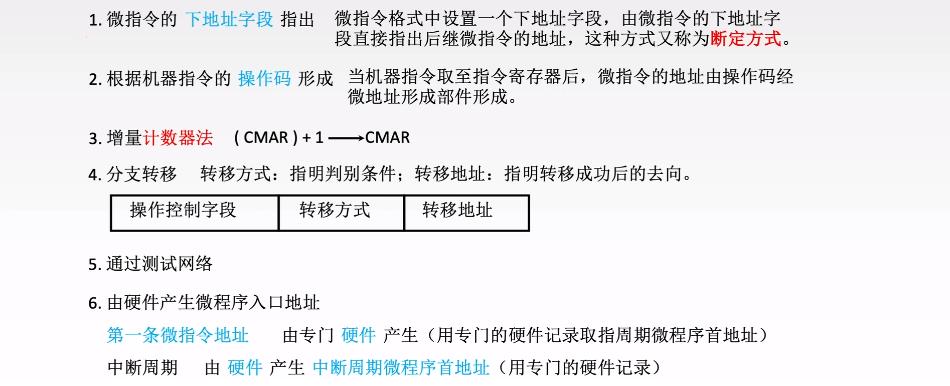 1. 微指令的 下地址字段 指出 微指令格式中设置一个下地址字段，由微指令的下地址字
段直接指出后继微指令的地址，这种方式又称为断定方式。
2. 根据机器指令的 操作码 形成 当机器指令取至指令寄存器后，微指令的地址由操作码经
微地址形成部件形成。
3. 增量计数器法 ( CMAR ) + 1 ⟶CMAR
4. 分支转移 转移方式：指明判别条件；转移地址：指明转移成功后的去向。
操作控制字段 转移方式 转移地址
5. 通过测试网络
6. 由硬件产生微程序入口地址
第一条微指令地址 由专门 硬件 产生（用专门的硬件记录取指周期微程序首地址）
中断周期 由 硬件 产生 中断周期微程序首地址（用专门的硬件记录）